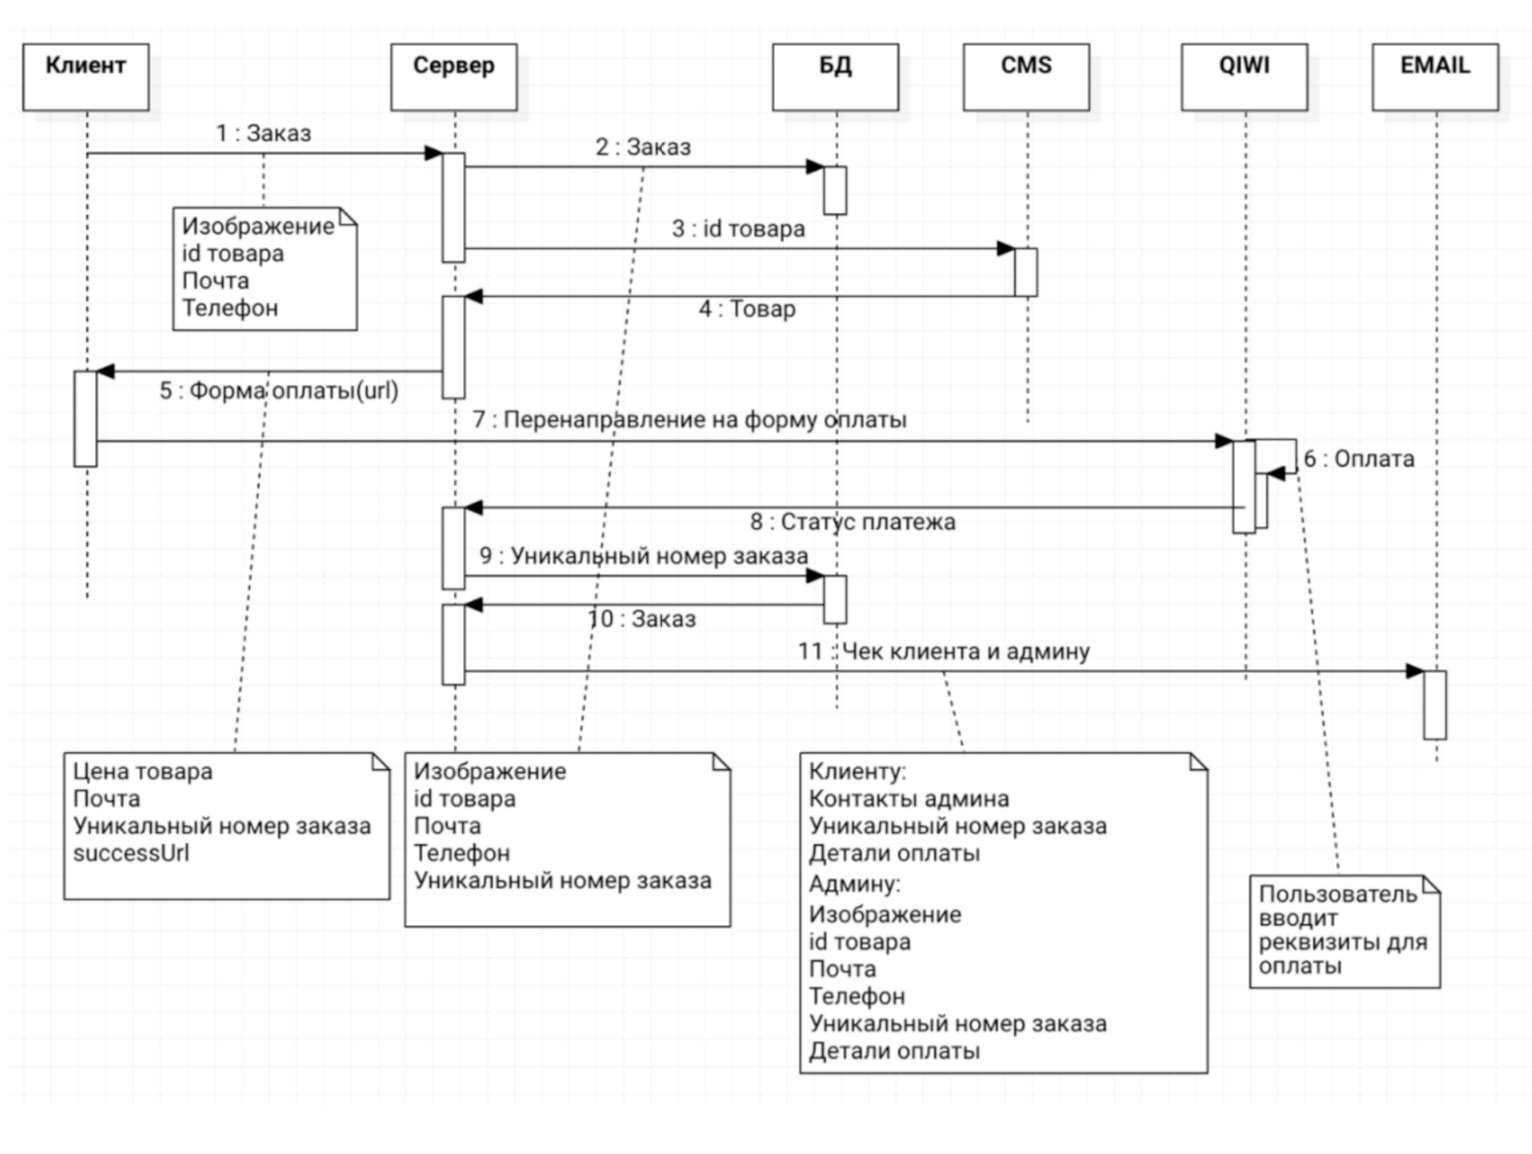 Клиент
Сервер
БД
CMS
QIWI
EMAIL
1 : Заказ
2 : Заказ
Изображение
id товара
Почта
Телефон
3 : id товара
4 : Товар
5 : Форма оплаты(url)
7 : Перенаправление на форму оплаты
6 : Оплата
8 : Статус платежа
9 : Уникальный номер заказа
10 : Заказ
11 : Чек клиента и админу
Цена товара
Почта
Уникальный номер заказа
successUrl
Изображение
id товара
Почта
Телефон
Уникальный номер заказа
Клиенту:
Контакты админа
Уникальный номер заказа
Детали оплаты
Админу:
Изображение
id товара
Почта
Телефон
Уникальный номер заказа
Детали оплаты
Пользователь
вводит
реквизиты для
оплаты